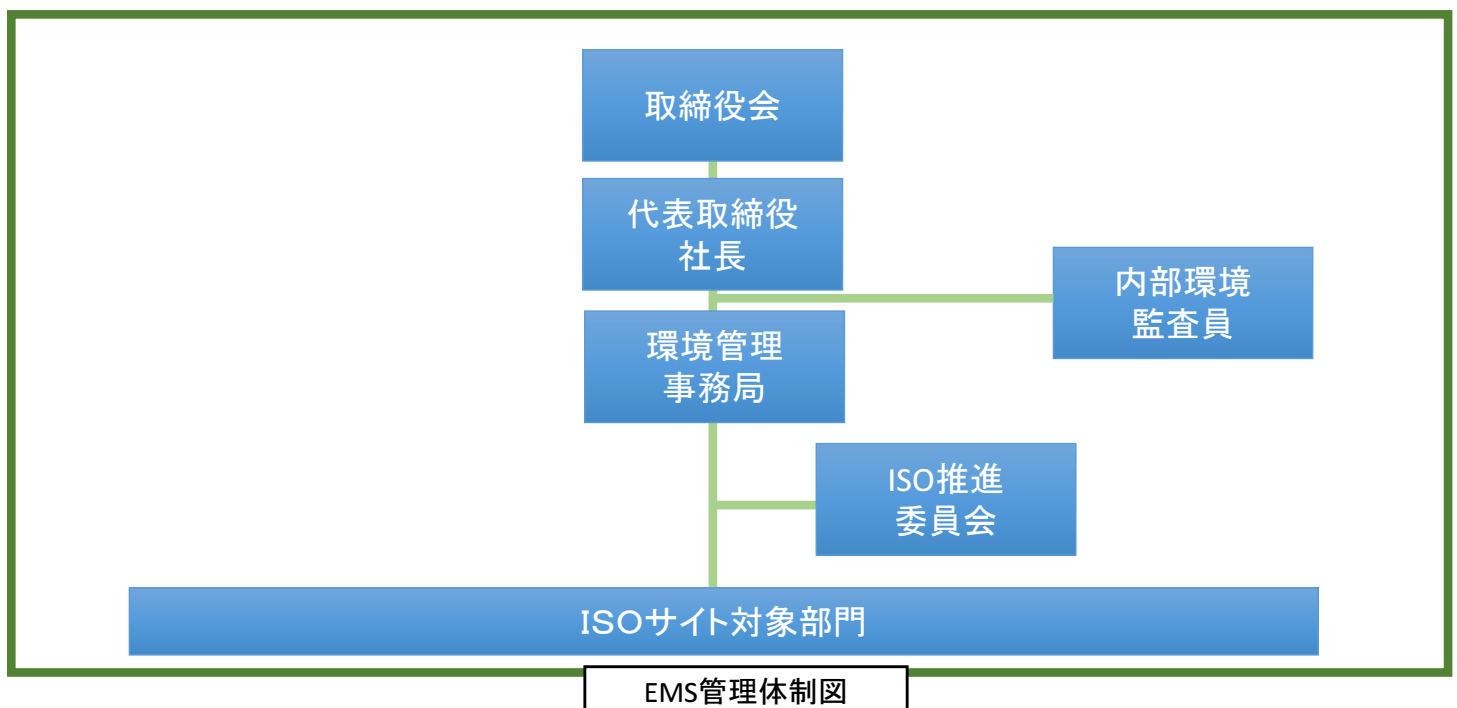 取締役会
代表取締役
社長
内部環境
監査員
環境管理
事務局
ISO推進
委員会
ISOサイト対象部門
EMS管理体制図